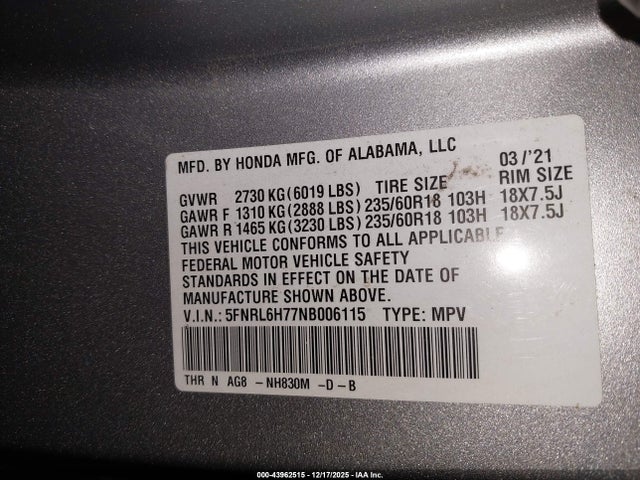 MFD. BY HONDA MFG. OF ALABAMA, LLC 03/'21
GVWR 2730 KG (6019 LBS) TIRE SIZE RIM SIZE
GAWR F 1310 KG (2888 LBS) 235/60R18 103H 18X7.5J
GAWR R 1465 KG (3230 LBS) 235/60R18 103H 18X7.5J
THIS VEHICLE CONFORMS TO ALL APPLICABLE
FEDERAL MOTOR VEHICLE SAFETY
STANDARDS IN EFFECT ON THE DATE OF
MANUFACTURE SHOWN ABOVE.
V.I.N.: 5FNRL6H77NB006115 TYPE: MPV
THR N AG8 -NH830M -D-B
000-43962515 - 12/17/2025 - IAA Inc.